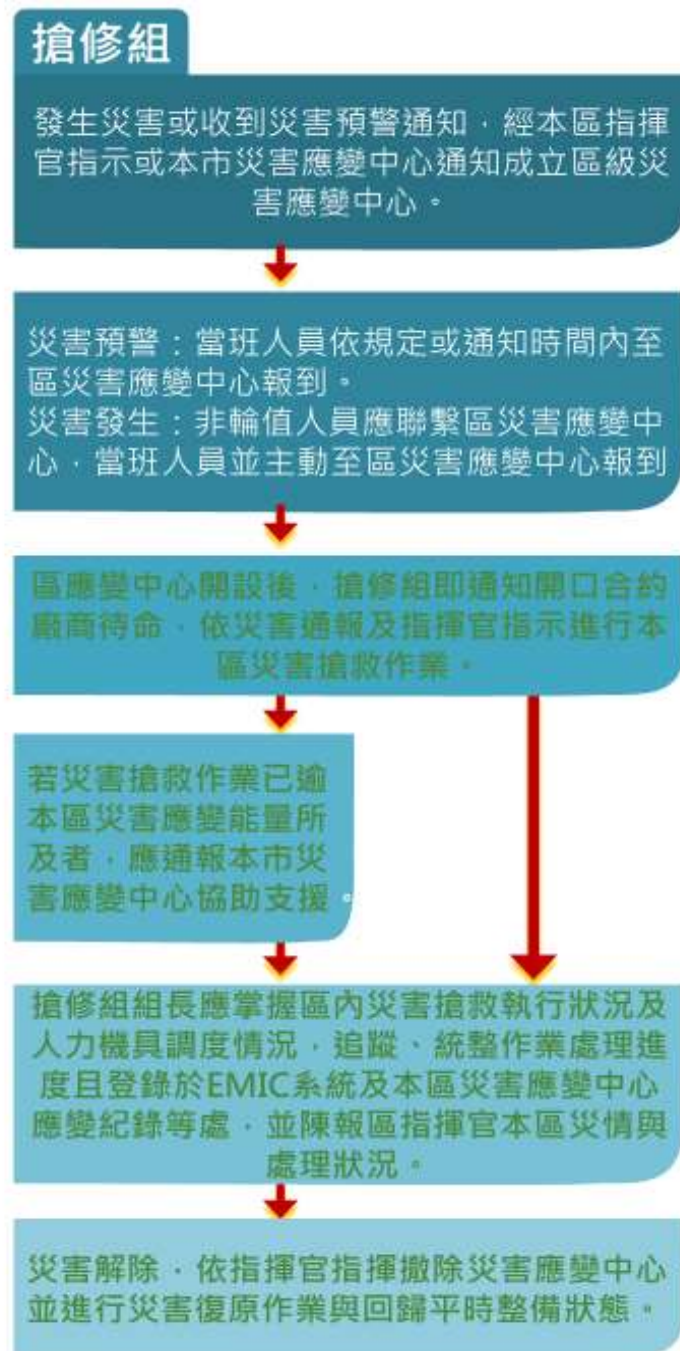 搶修組
發生災害或收到災害預警通知，經本區指揮
官指示或本市災害應變中心通知成立區級災
害應變中心。
災害預警：當班人員依規定或通知時間內至
區災害應變中心報到。
災害發生：非輪值人員應聯繫區災害應變中
心，當班人員並主動至區災害應變中心報到
區應變中心開設後，搶修組即通知開口合約
廠商待命，依災害通報及指揮官指示進行本
區災害搶救作業。
若災害搶救作業已逾
本區災害應變能量所
及者，應通報本市災
害應變中心協助支援。
搶修組組長應掌握區內災害搶救執行狀況及
人力機具調度情況，追蹤、統整作業處理進
度且登錄於EMIC系統及本區災害應變中心
應變紀錄等處，並陳報區指揮官本區災情與
處理狀況。
災害解除，依指揮官指揮撤除災害應變中心
並進行災害復原作業與回歸平時整備狀態。